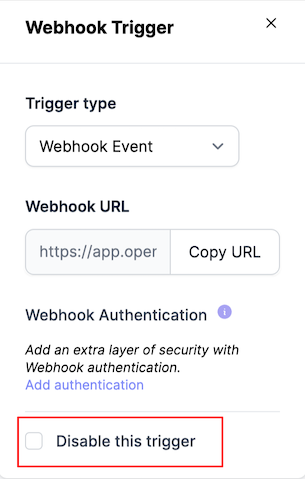 Webhook Trigger
Trigger type
Webhook Event
Webhook URL
https://app.oper
Copy URL
Webhook Authentication
Add an extra layer of security with
Webhook authentication.
Add authentication
Disable this trigger